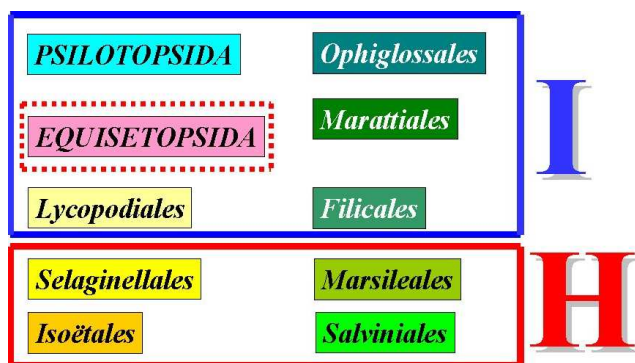 PSILOTOPSIDA Ophiglossales
EQUISETOPSIDA Marattiales
Lycopodiales Filicales
I
Selaginellales Marsileales
Isoëtales Salviniales
H